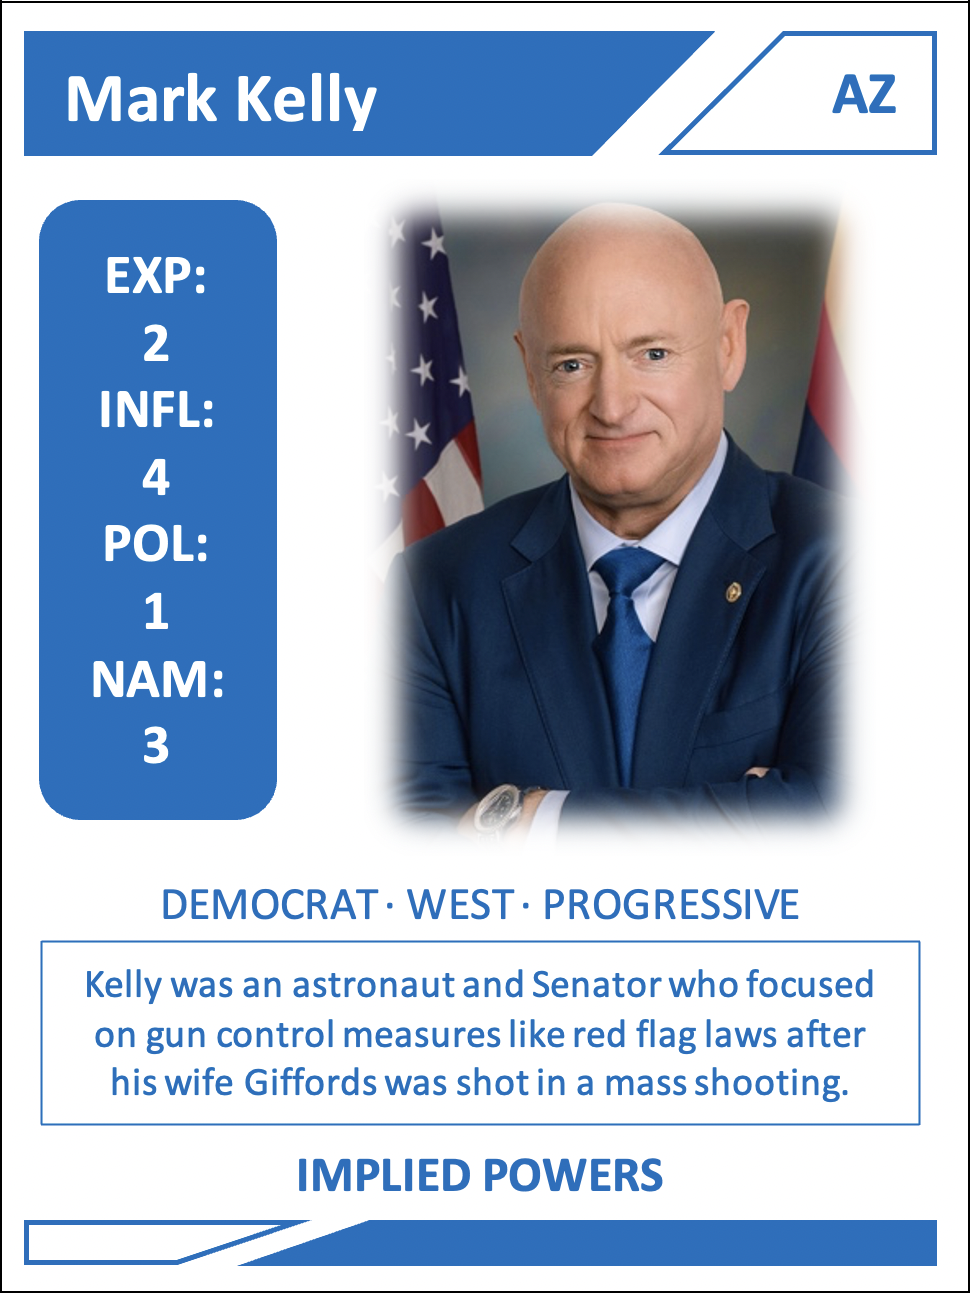 Mark Kelly
AZ
EXP:
2
INFL:
4
POL:
1
NAM:
3
DEMOCRAT · WEST · PROGRESSIVE
Kelly was an astronaut and Senator who focused
on gun control measures like red flag laws after
his wife Giffords was shot in a mass shooting.
IMPLIED POWERS